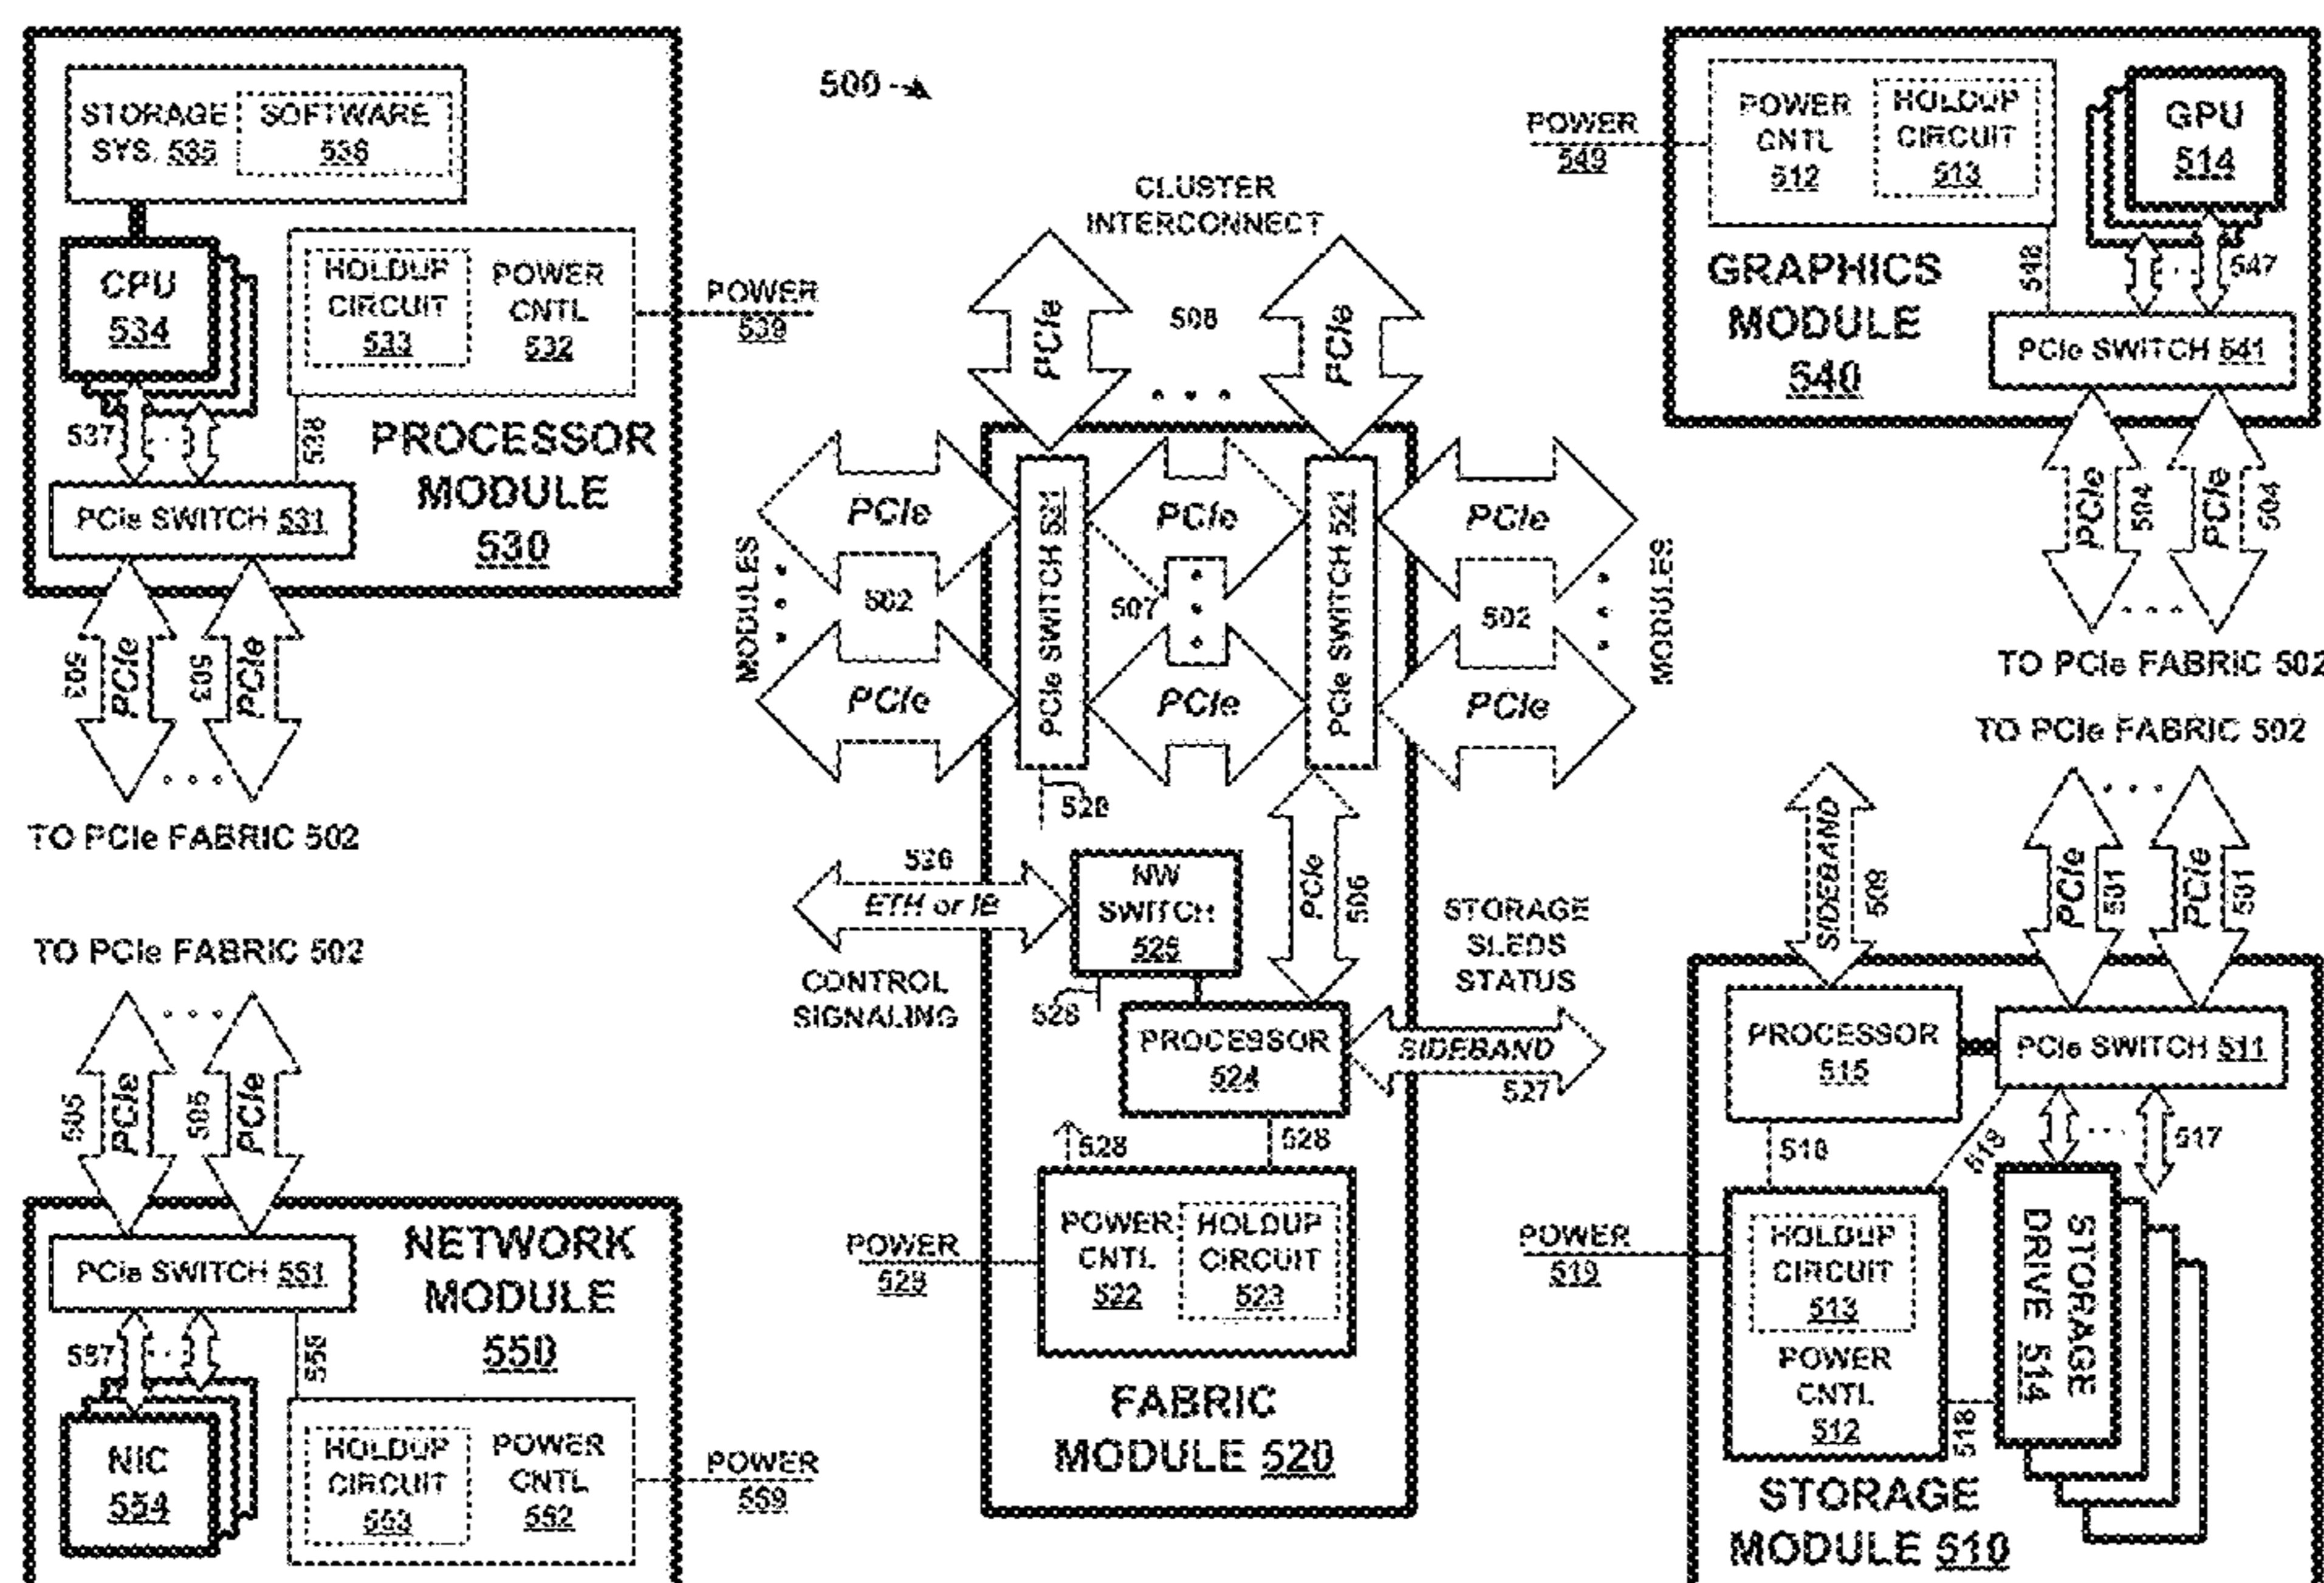 500
STORAGE
SYS. 535
SOFTWARE
536
CPU
534
HOLDUP
CIRCUIT
533
POWER
CNTL
532
POWER
539
537
538
PROCESSOR
MODULE
530
PCIe SWITCH 531
503
PCIe
503
PCIe
TO PCIe FABRIC 502
TO PCIe FABRIC 502
505
PCIe
505
PCIe
NETWORK
MODULE
550
PCIe SWITCH 551
557
558
NIC
554
HOLDUP
CIRCUIT
553
POWER
CNTL
552
POWER
559
CLUSTER
INTERCONNECT
PCIe
508
PCIe
MODULES
PCIe
502
PCIe
PCIe SWITCH 521
PCIe
507
PCIe
PCIe SWITCH 521
PCIe
502
PCIe
MODULES
528
526
ETH or IB
CONTROL
SIGNALING
NW
SWITCH
525
528
PCIe
506
STORAGE
SLEDS
STATUS
PROCESSOR
524
SIDEBAND
527
528
528
POWER
529
POWER
CNTL
522
HOLDUP
CIRCUIT
523
FABRIC
MODULE 520
POWER
549
POWER
CNTL
512
HOLDUP
CIRCUIT
513
GPU
514
GRAPHICS
MODULE
540
548
547
PCIe SWITCH 541
PCIe
504
PCIe
504
TO PCIe FABRIC 502
TO PCIe FABRIC 502
SIDEBAND
509
PCIe
501
PCIe
501
PROCESSOR
515
PCIe SWITCH 511
518
518
517
POWER
519
HOLDUP
CIRCUIT
513
POWER
CNTL
512
518
STORAGE
DRIVE 514
STORAGE
MODULE 510